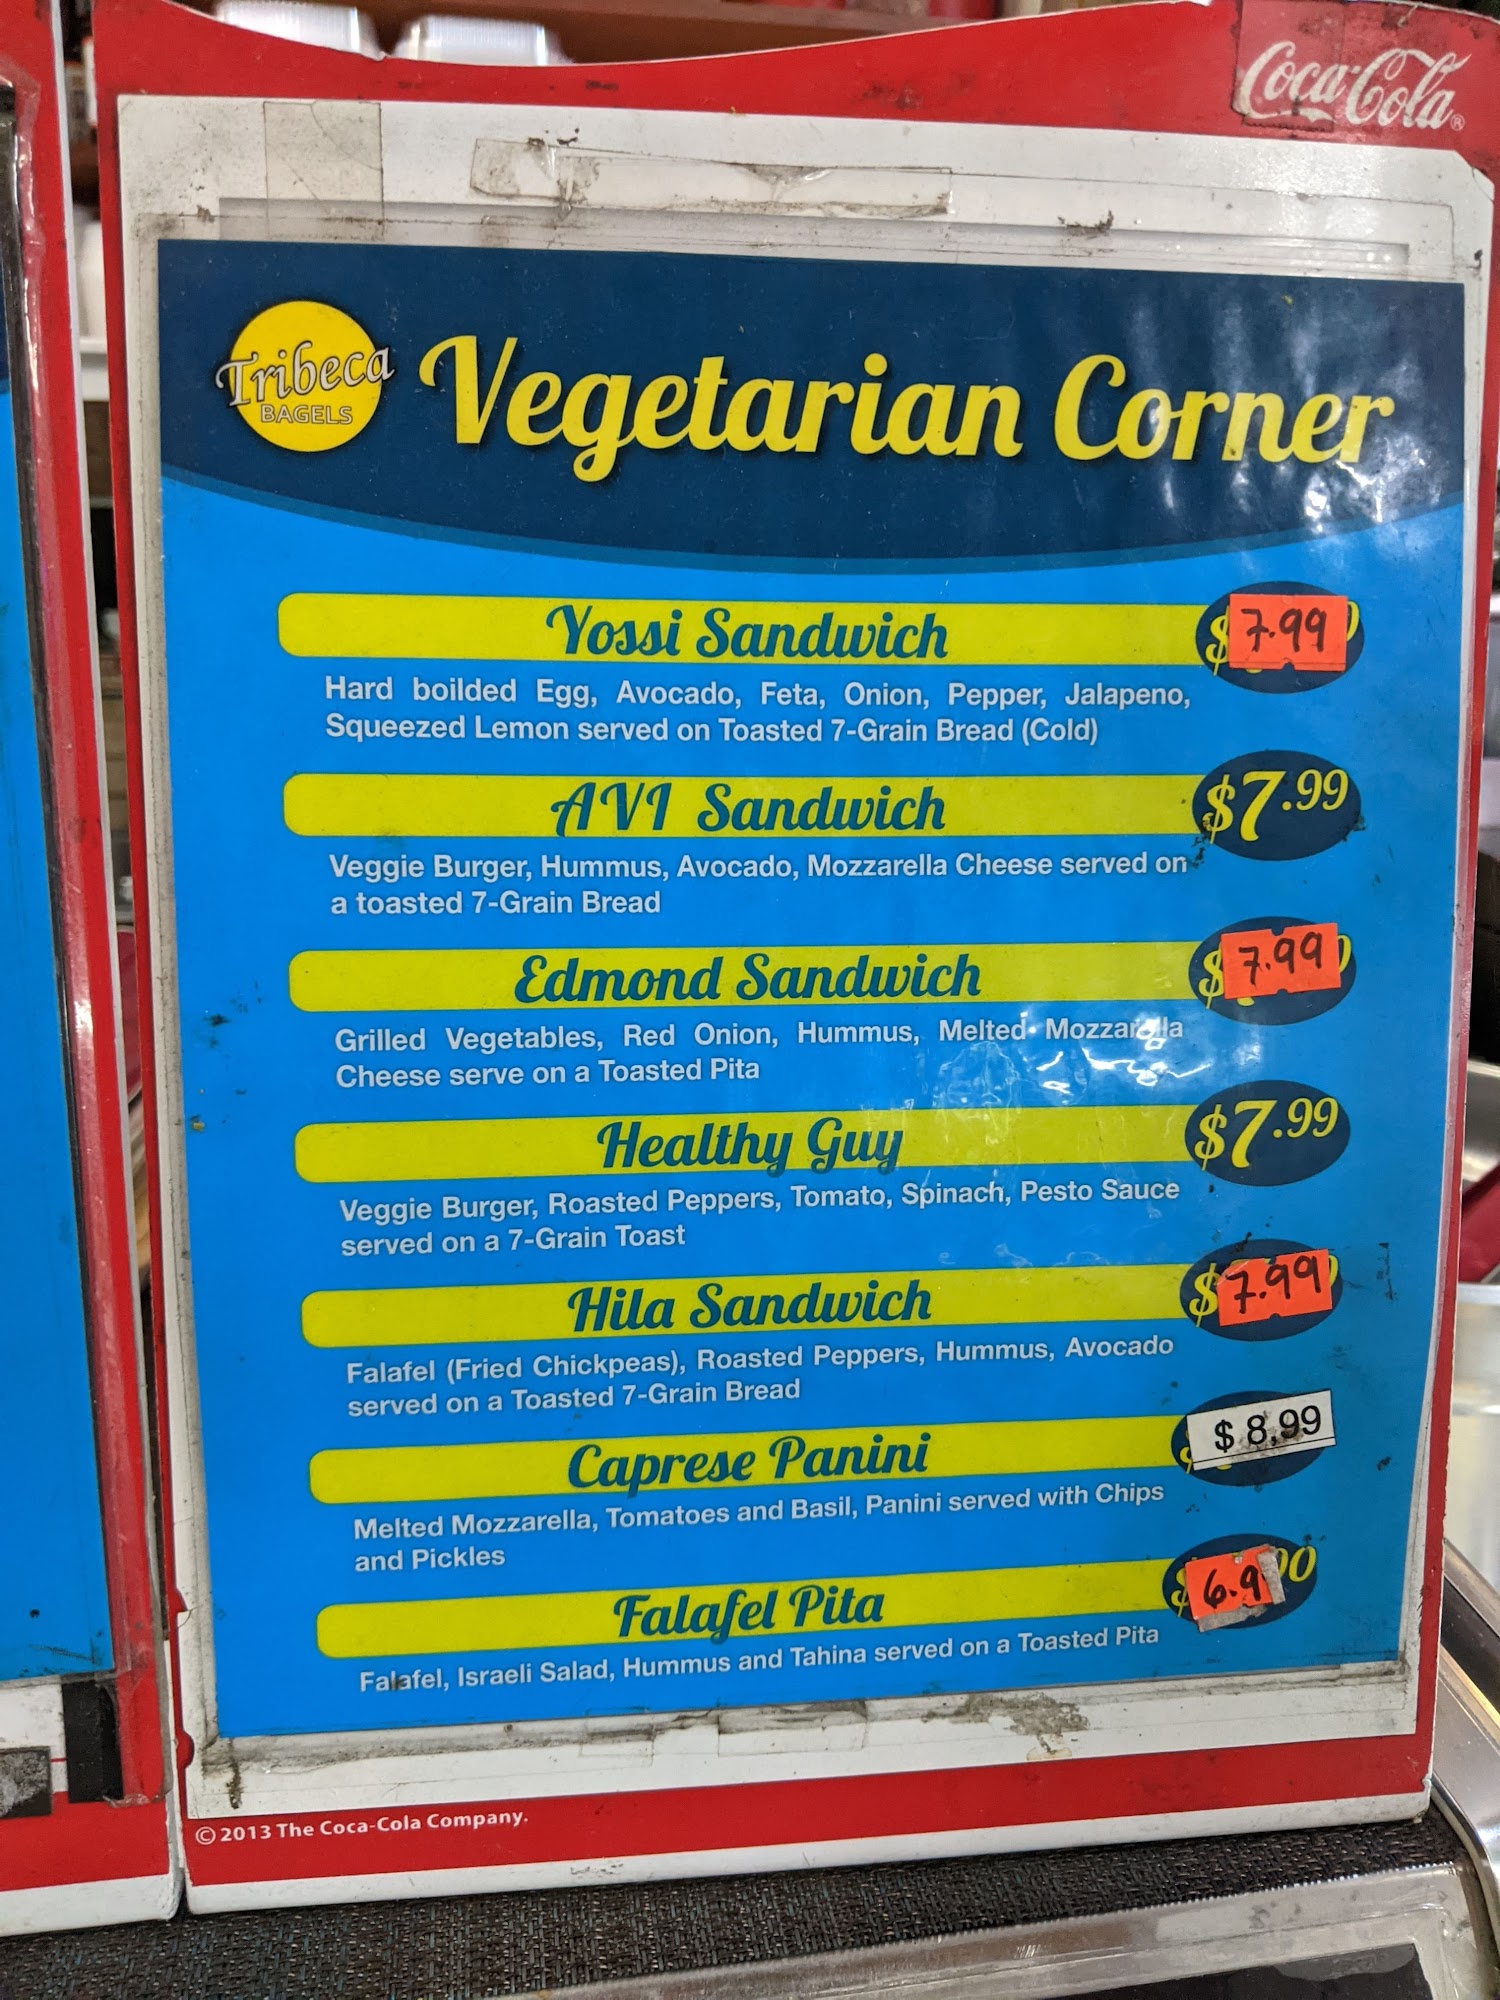 Coca-Cola®
Tribeca
BAGELS
Vegetarian Corner
Yossi Sandwich $7.99
Hard boilded Egg, Avocado, Feta, Onion, Pepper, Jalapeno,
Squeezed Lemon served on Toasted 7-Grain Bread (Cold)
AVI Sandwich $7.99
Veggie Burger, Hummus, Avocado, Mozzarella Cheese served on
a toasted 7-Grain Bread
Edmond Sandwich $7.99
Grilled Vegetables, Red Onion, Hummus, Melted Mozzarella
Cheese serve on a Toasted Pita
Healthy Guy $7.99
Veggie Burger, Roasted Peppers, Tomato, Spinach, Pesto Sauce
served on a 7-Grain Toast
Hila Sandwich $7.99
Falafel (Fried Chickpeas), Roasted Peppers, Hummus, Avocado
served on a Toasted 7-Grain Bread
Caprese Panini $8.99
Melted Mozzarella, Tomatoes and Basil, Panini served with Chips
and Pickles
Falafel Pita
Falafel, Israeli Salad, Hummus and Tahina served on a Toasted Pita
© 2013 The Coca-Cola Company.